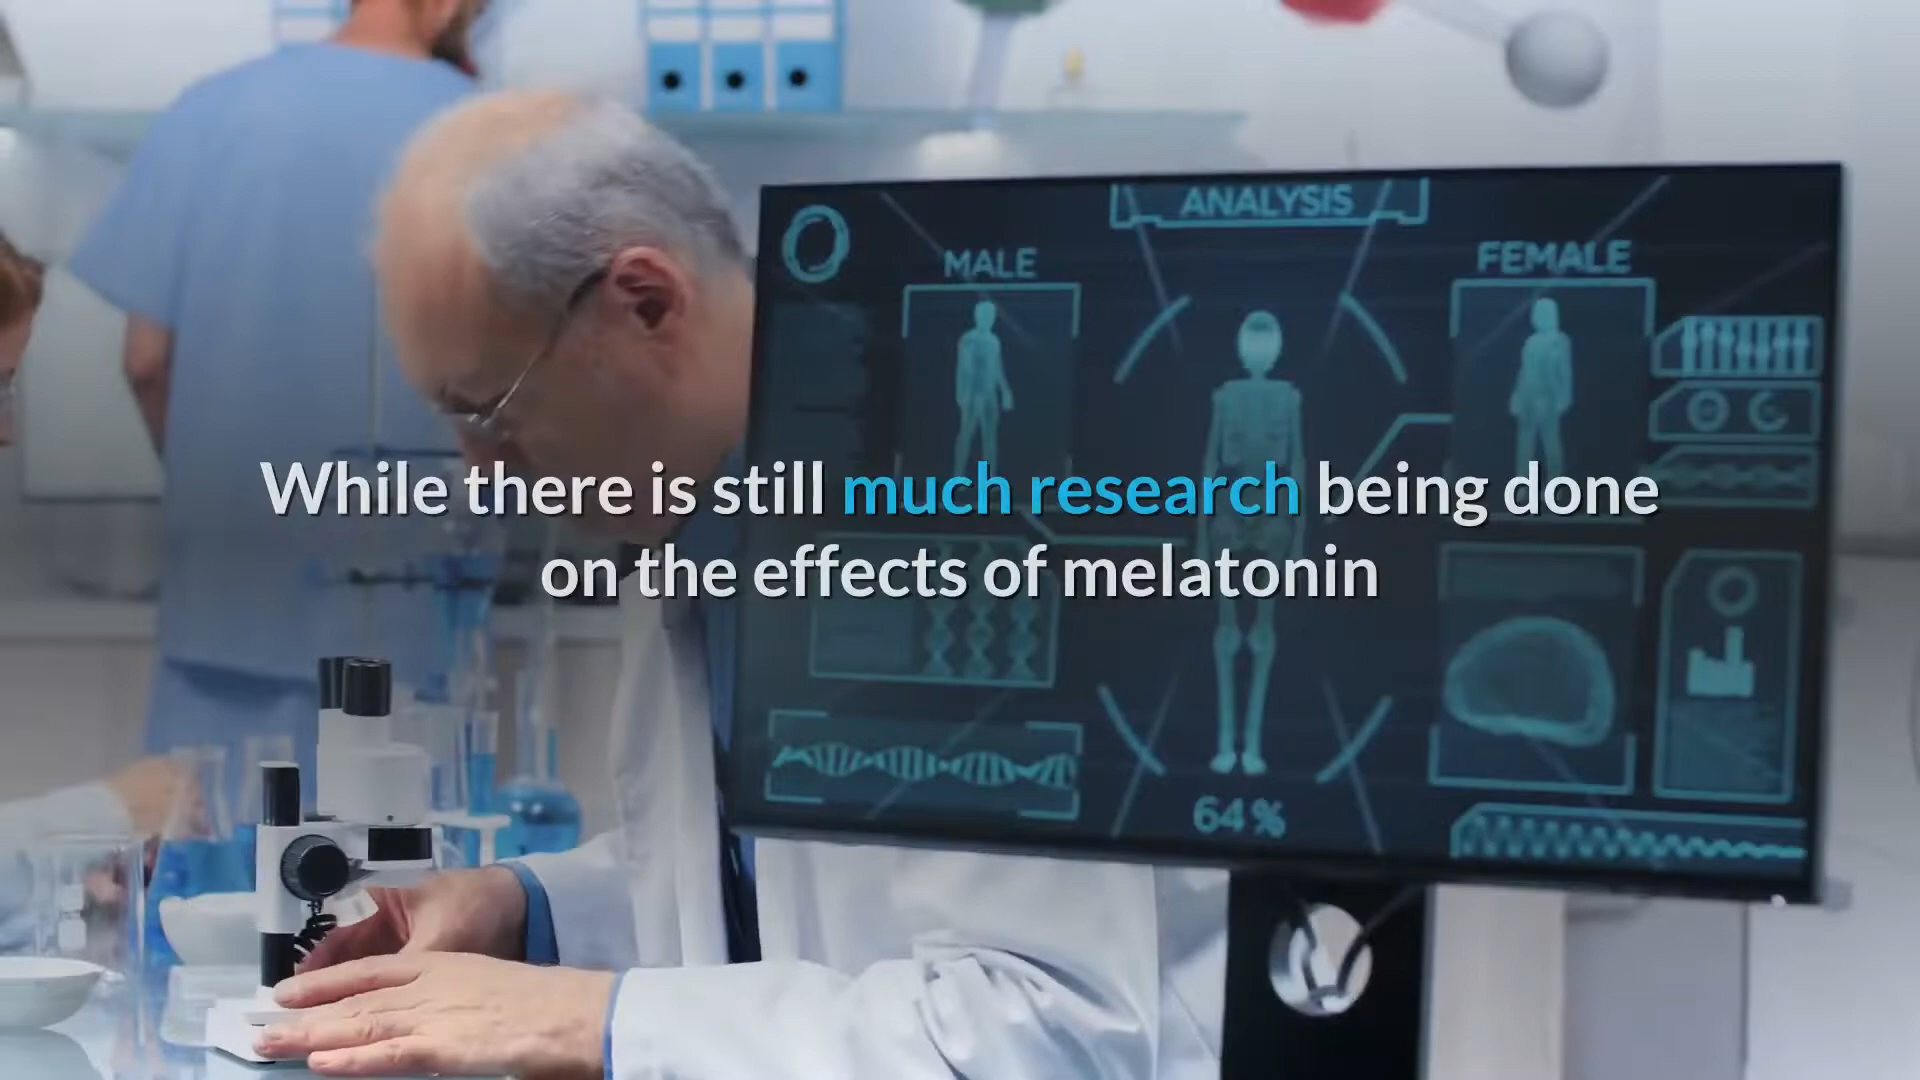 ANALYSIS
MALE
FEMALE
While there is still much research being done
on the effects of melatonin
64%